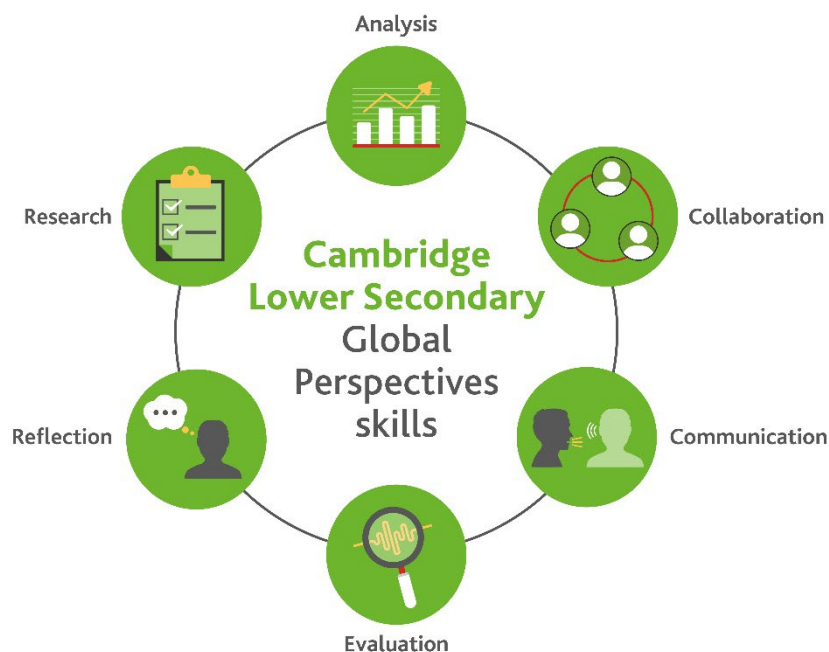 Analysis
Research
Collaboration
Cambridge
Lower Secondary
Global
Perspectives
skills
Reflection
Communication
Evaluation